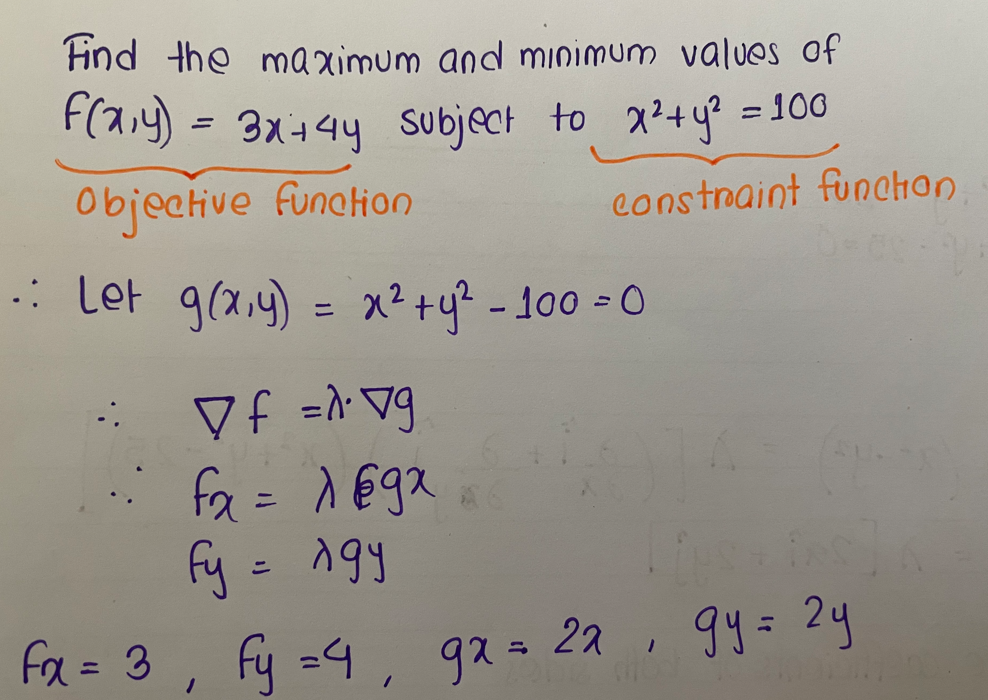 Find the maximum and minimum values of
f(x,y) = 3x+4y subject to x²+y² = 100
objective function constraint function
∴ Let g(x,y) = x²+y² - 100 = 0
∴ ∇f = λ·∇g
∴ fx = λ gx
fy = λgy
fx = 3 , fy = 4 , gx = 2x , gy = 2y